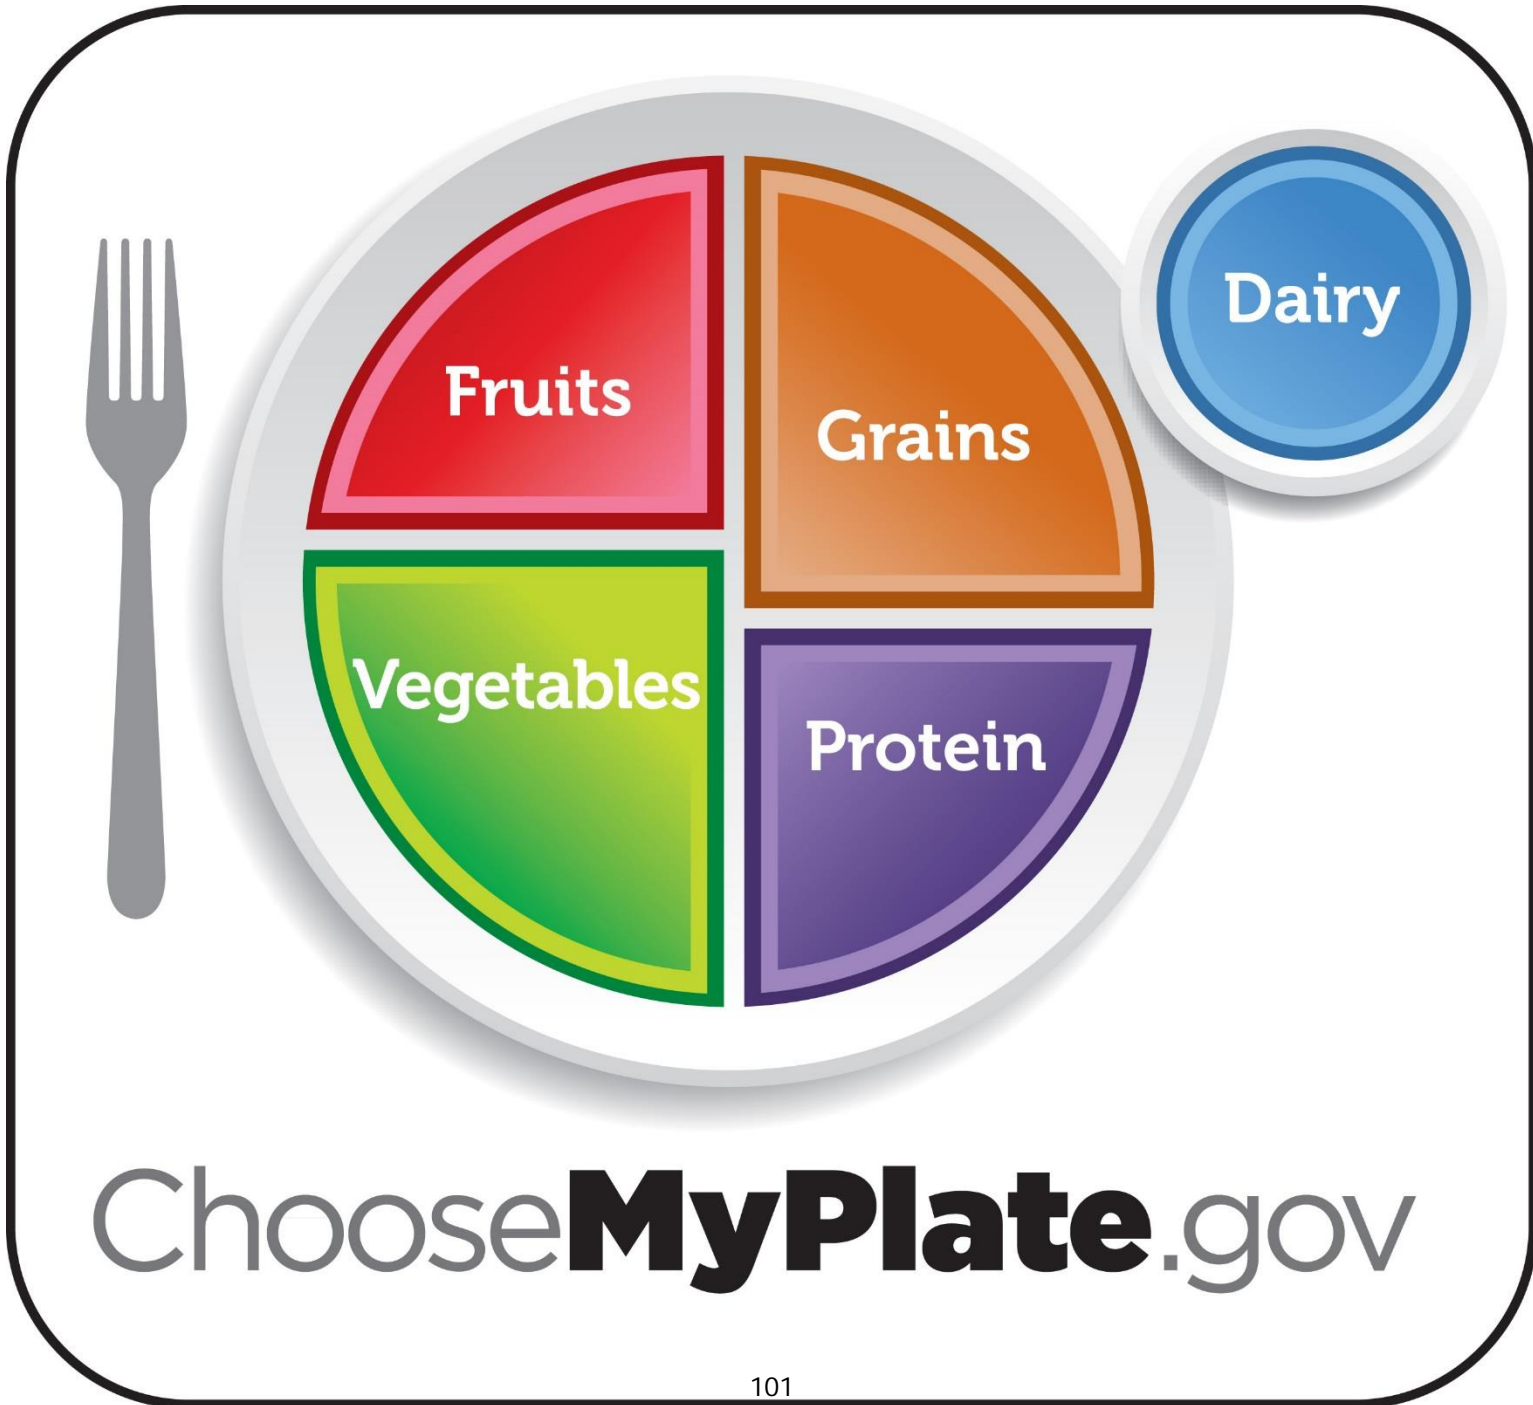 Fruits
Grains
Dairy
Vegetables
Protein
ChooseMyPlate.gov
101